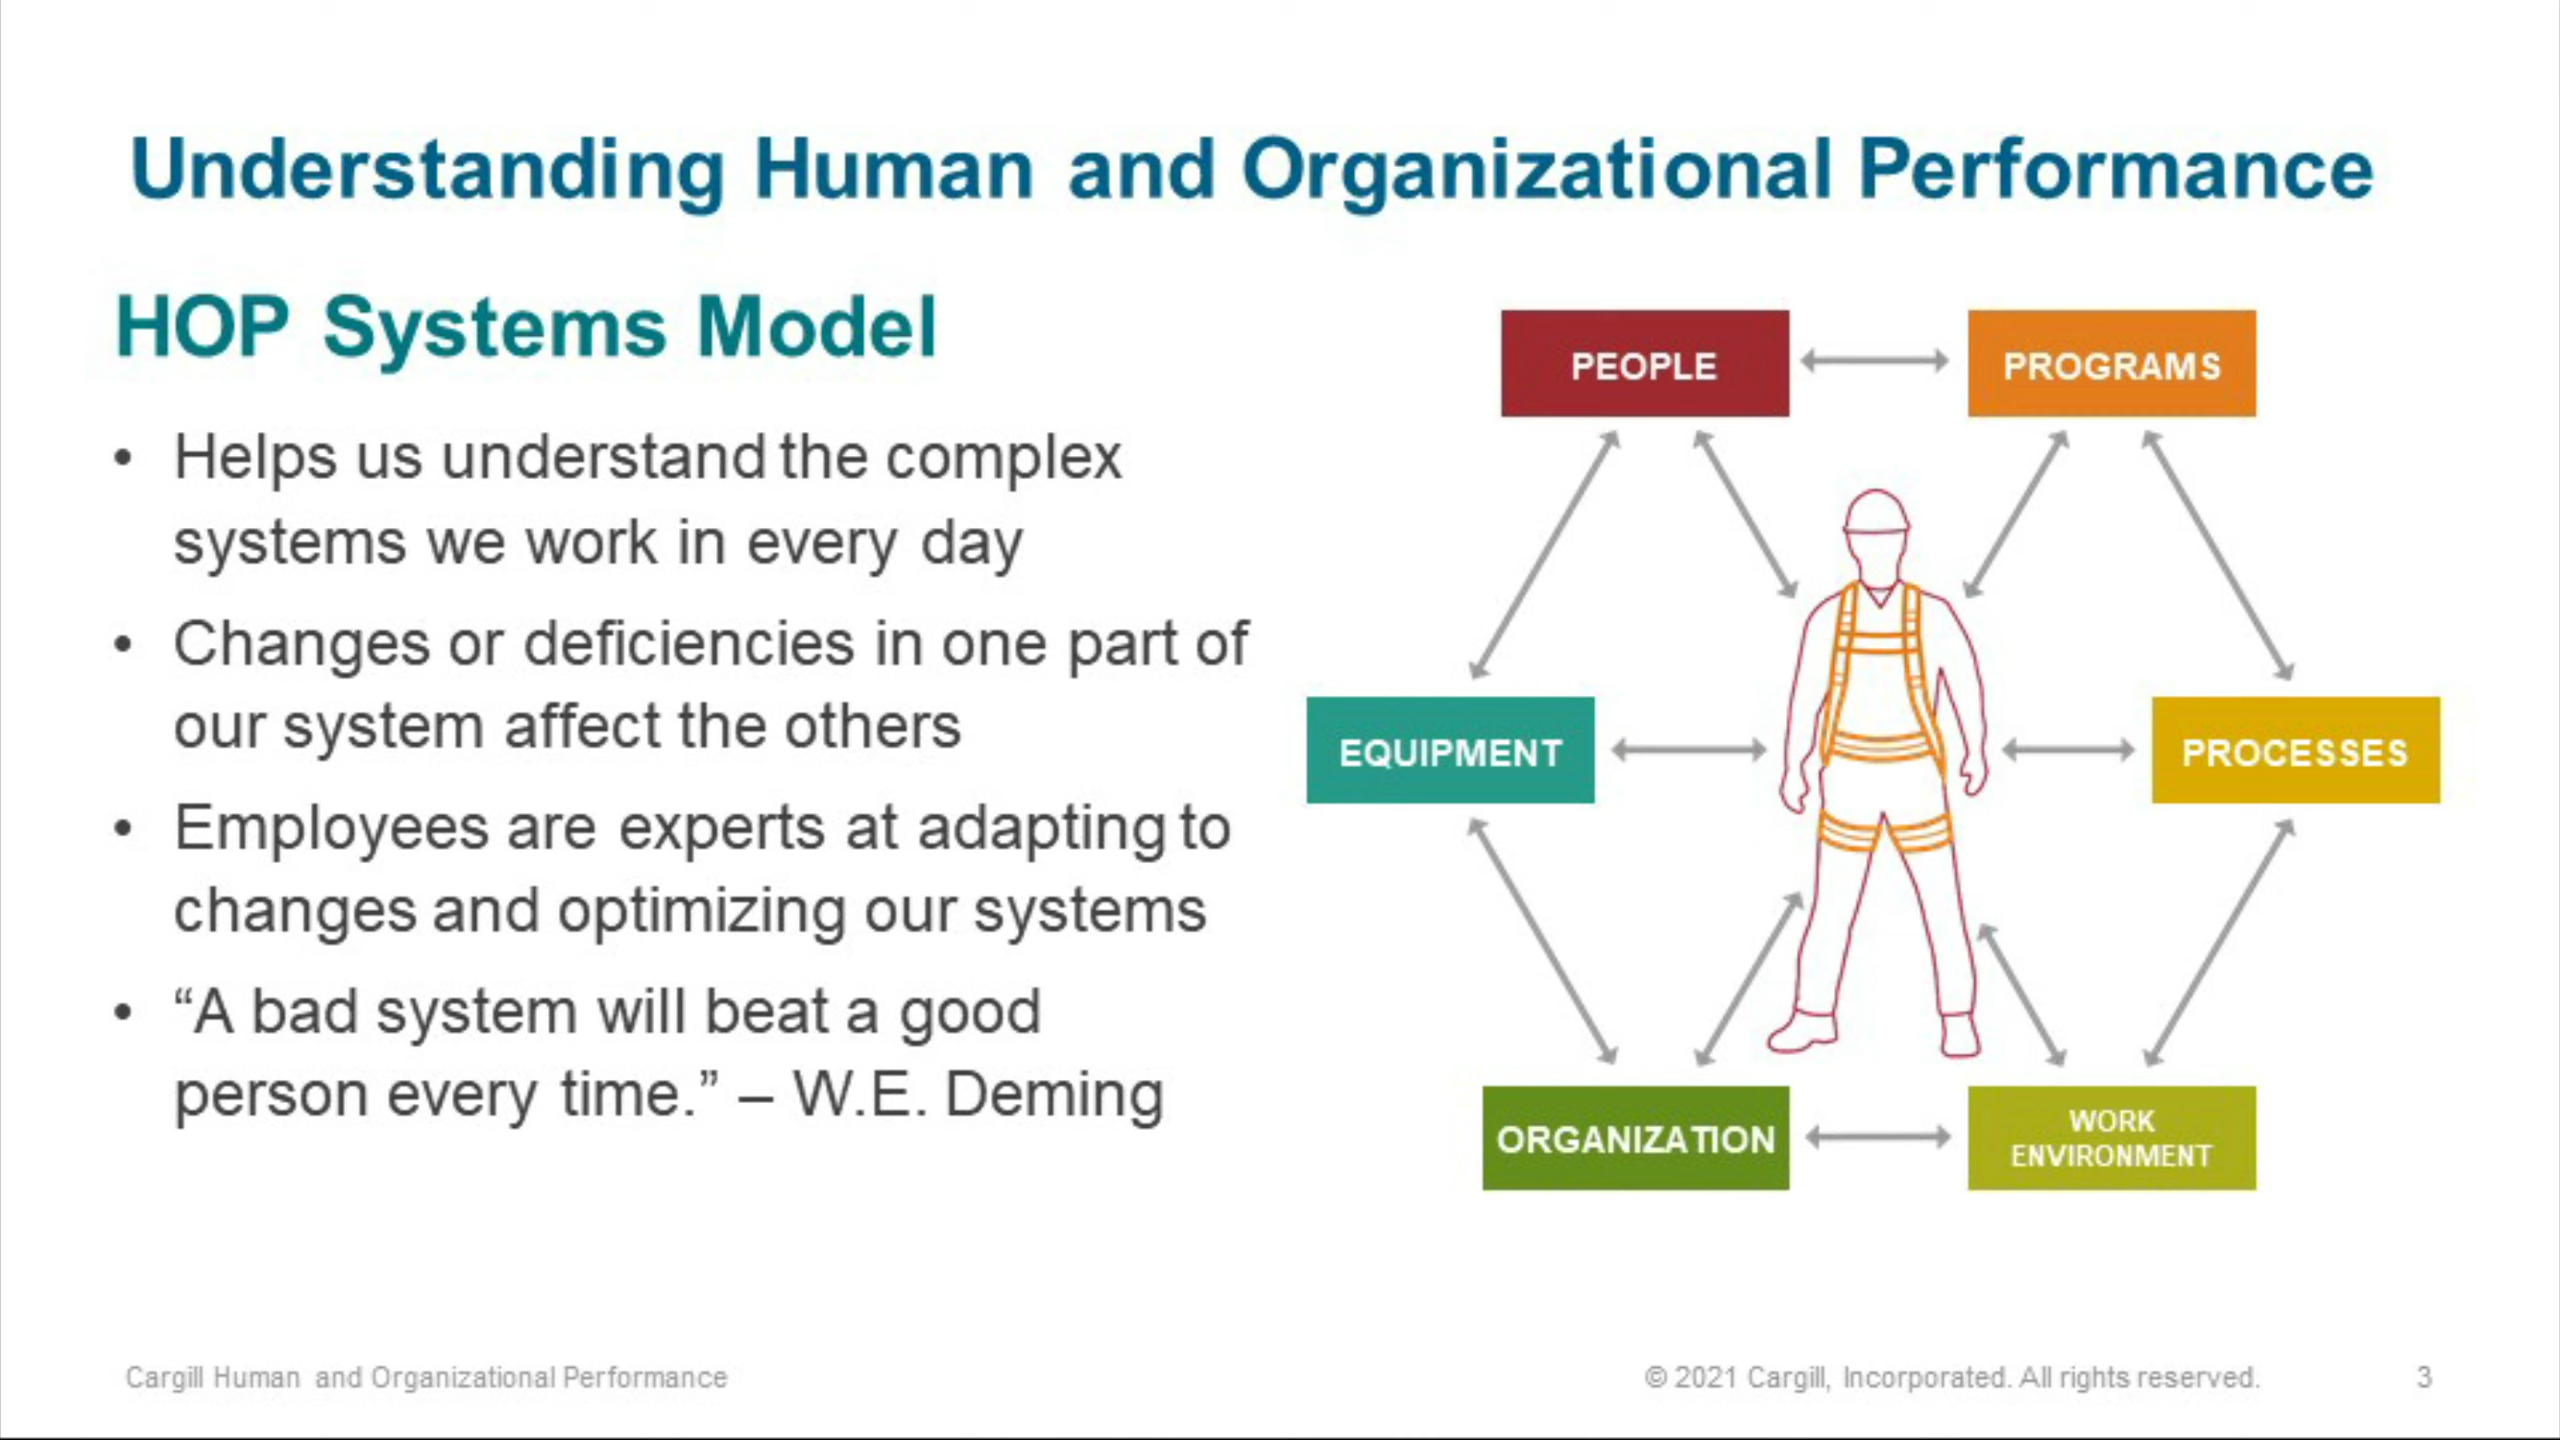 Understanding Human and Organizational Performance
HOP Systems Model
• Helps us understand the complex
systems we work in every day
• Changes or deficiencies in one part of
our system affect the others
• Employees are experts at adapting to
changes and optimizing our systems
• “A bad system will beat a good
person every time.” – W.E. Deming
PEOPLE
PROGRAMS
EQUIPMENT
PROCESSES
ORGANIZATION
WORK
ENVIRONMENT
Cargill Human and Organizational Performance
© 2021 Cargill, Incorporated. All rights reserved.
3